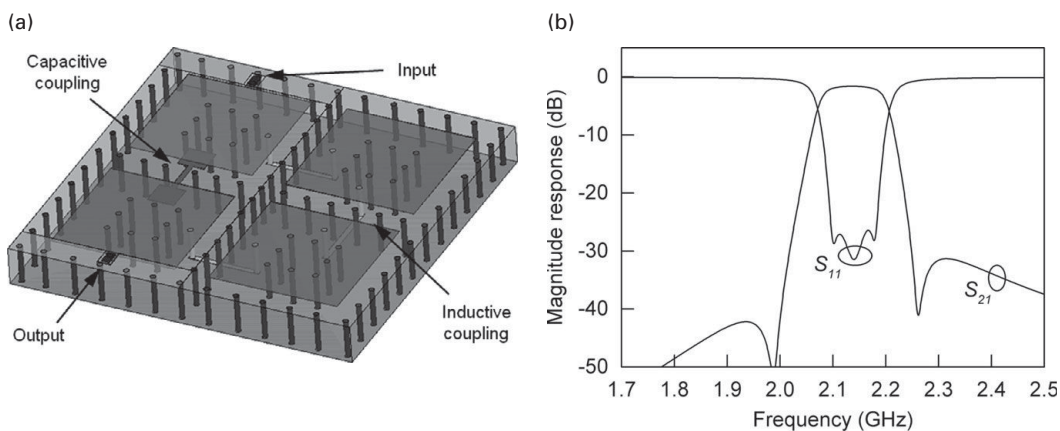 (a)
Capacitive
coupling
Input
Output
Inductive
coupling
(b)
Magnitude response (dB)
0
-10
-20
-30
-40
-50
S11
S21
1.7 1.8 1.9 2.0 2.1 2.2 2.3 2.4 2.5
Frequency (GHz)